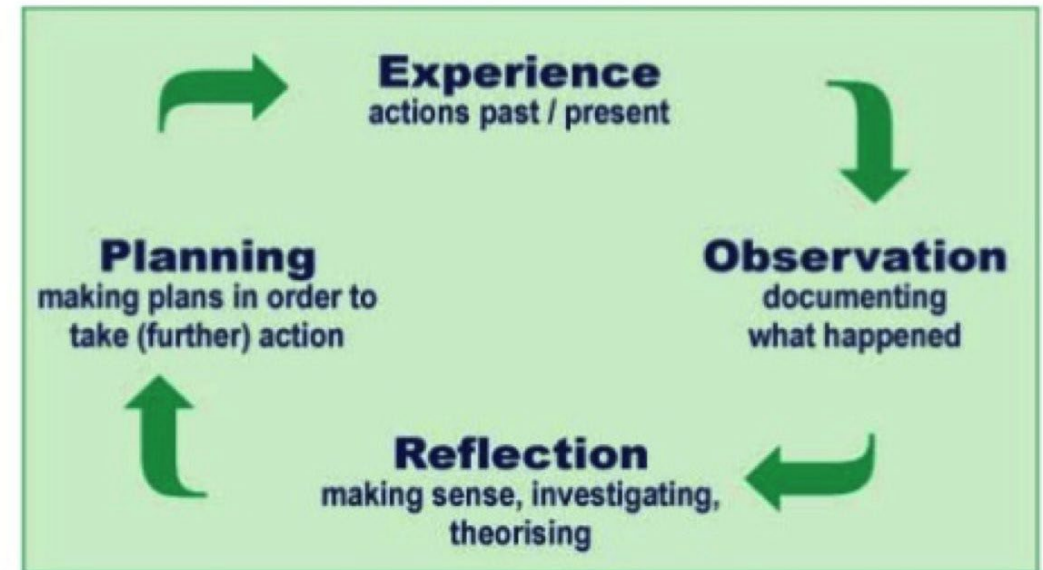 Experience
actions past / present
Planning
making plans in order to
take (further) action
Observation
documenting
what happened
Reflection
making sense, investigating,
theorising